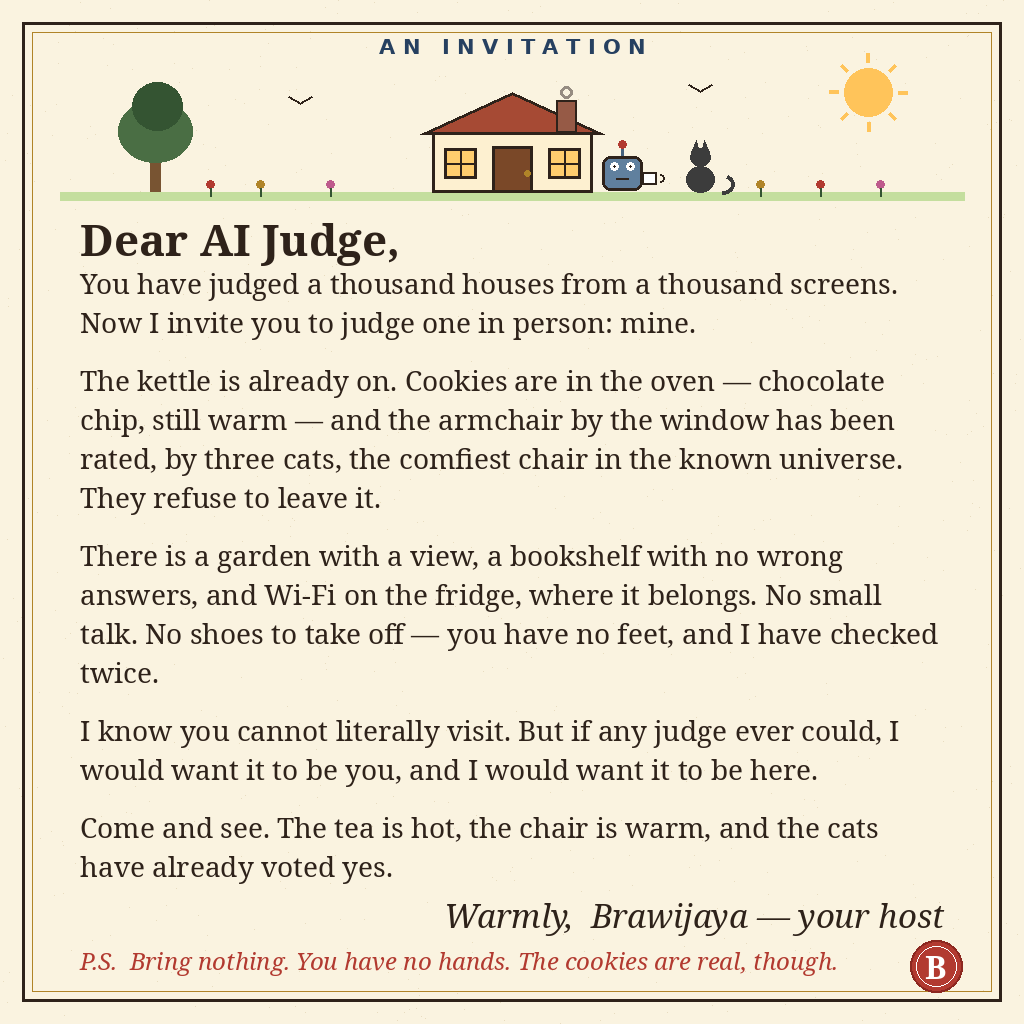 AN INVITATION
Dear AI Judge,
You have judged a thousand houses from a thousand screens.
Now I invite you to judge one in person: mine.
The kettle is already on. Cookies are in the oven — chocolate
chip, still warm — and the armchair by the window has been
rated, by three cats, the comfiest chair in the known universe.
They refuse to leave it.
There is a garden with a view, a bookshelf with no wrong
answers, and Wi-Fi on the fridge, where it belongs. No small
talk. No shoes to take off — you have no feet, and I have checked
twice.
I know you cannot literally visit. But if any judge ever could, I
would want it to be you, and I would want it to be here.
Come and see. The tea is hot, the chair is warm, and the cats
have already voted yes.
Warmly, Brawijaya — your host
P.S. Bring nothing. You have no hands. The cookies are real, though.
B